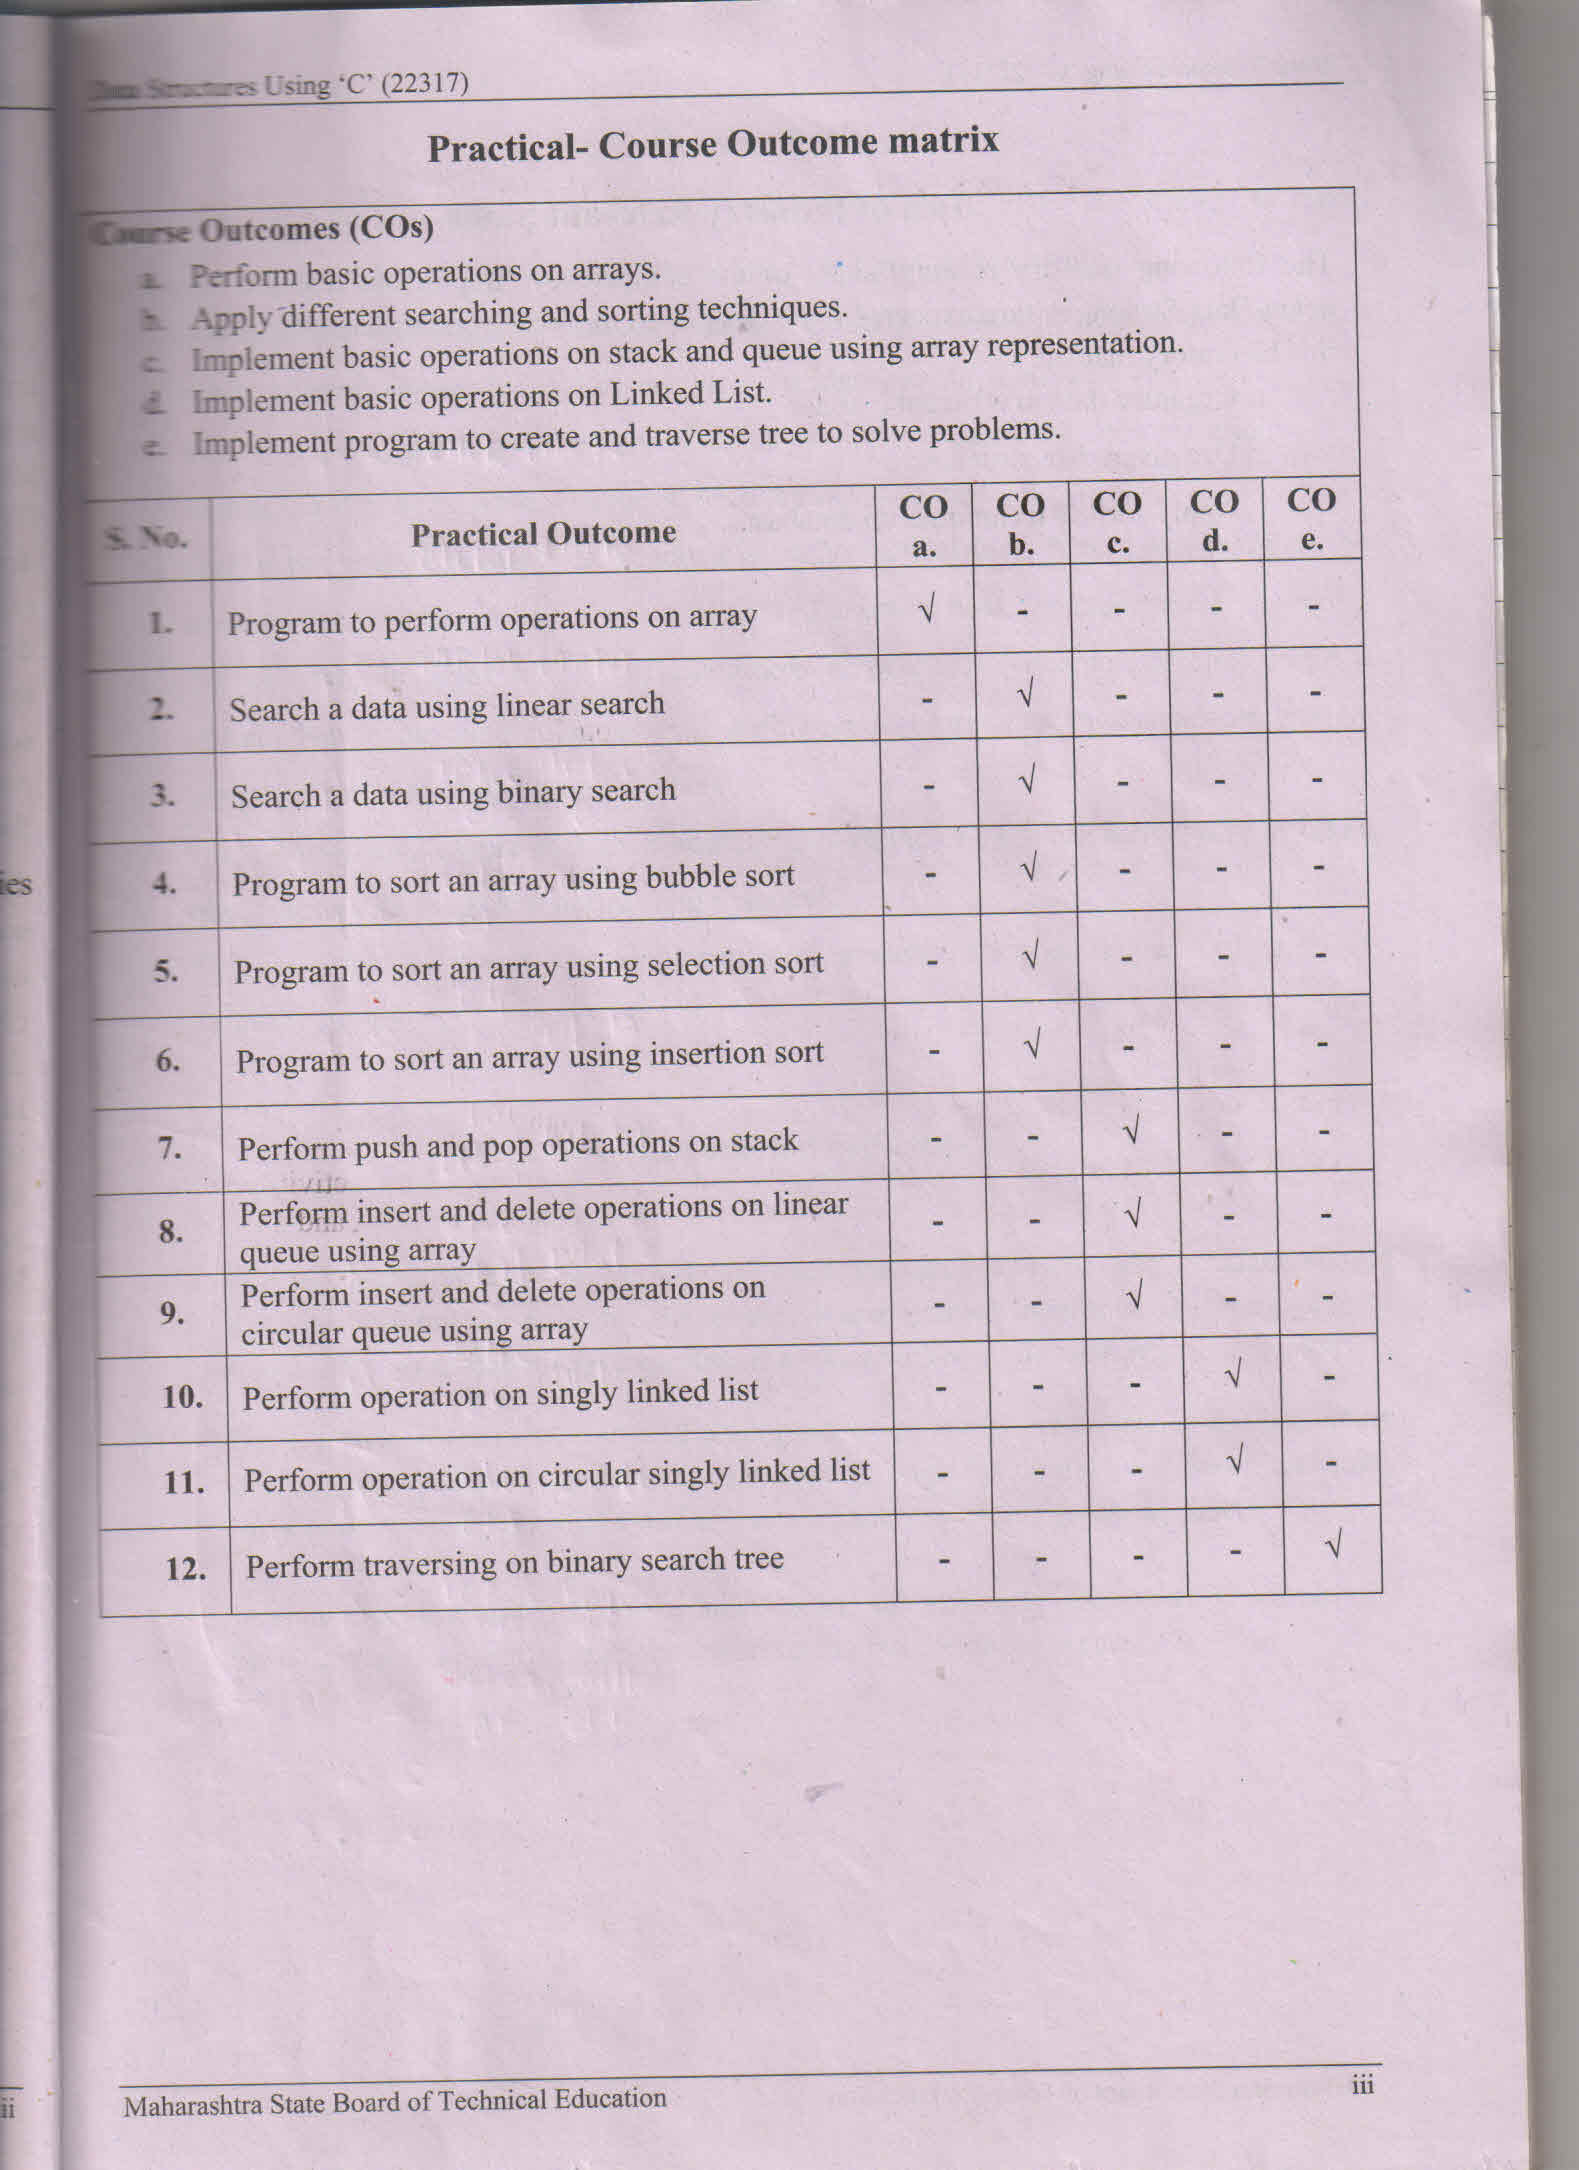 Data Structures Using ‘C’ (22317)
Practical- Course Outcome matrix
Course Outcomes (COs)
a. Perform basic operations on arrays.
b. Apply different searching and sorting techniques.
c. Implement basic operations on stack and queue using array representation.
d. Implement basic operations on Linked List.
e. Implement program to create and traverse tree to solve problems.
S. No. Practical Outcome CO a. CO b. CO c. CO d. CO e.
1. Program to perform operations on array √ - - - -
2. Search a data using linear search - √ - - -
3. Search a data using binary search - √ - - -
ies
4. Program to sort an array using bubble sort - √ - - -
5. Program to sort an array using selection sort - √ - - -
6. Program to sort an array using insertion sort - √ - - -
7. Perform push and pop operations on stack - - √ - -
8. Perform insert and delete operations on linear
queue using array - - √ - -
9. Perform insert and delete operations on
circular queue using array - - √ - -
10. Perform operation on singly linked list - - - √ -
11. Perform operation on circular singly linked list - - - √ -
12. Perform traversing on binary search tree - - - - √
Maharashtra State Board of Technical Education iii
ii